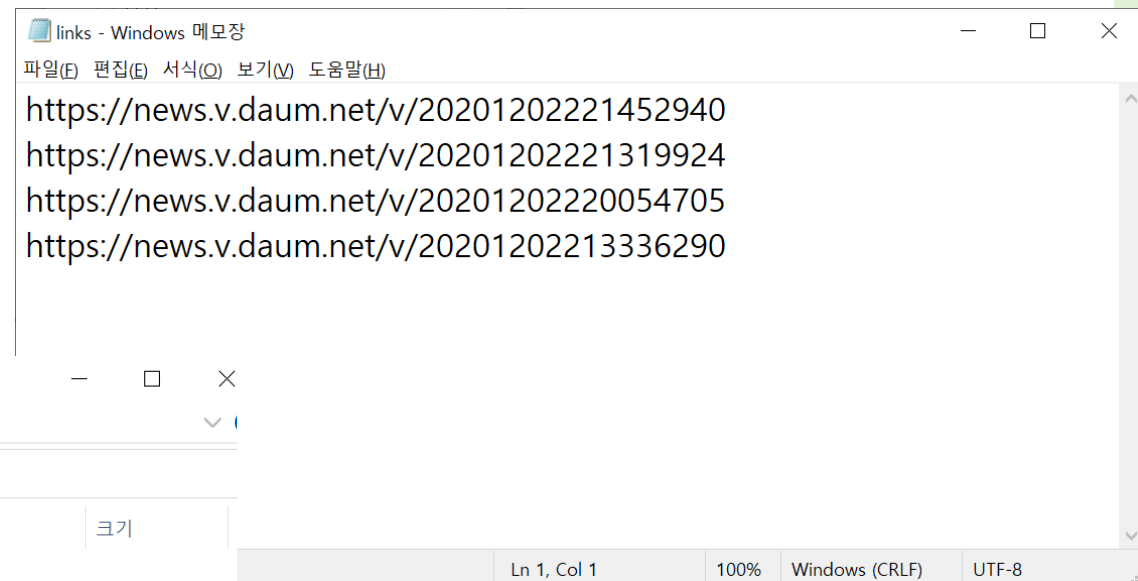 links - Windows 메모장
파일(F) 편집(E) 서식(O) 보기(V) 도움말(H)
https://news.v.daum.net/v/20201202221452940
https://news.v.daum.net/v/20201202221319924
https://news.v.daum.net/v/20201202220054705
https://news.v.daum.net/v/20201202213336290
크기
Ln 1, Col 1 100% Windows (CRLF) UTF-8